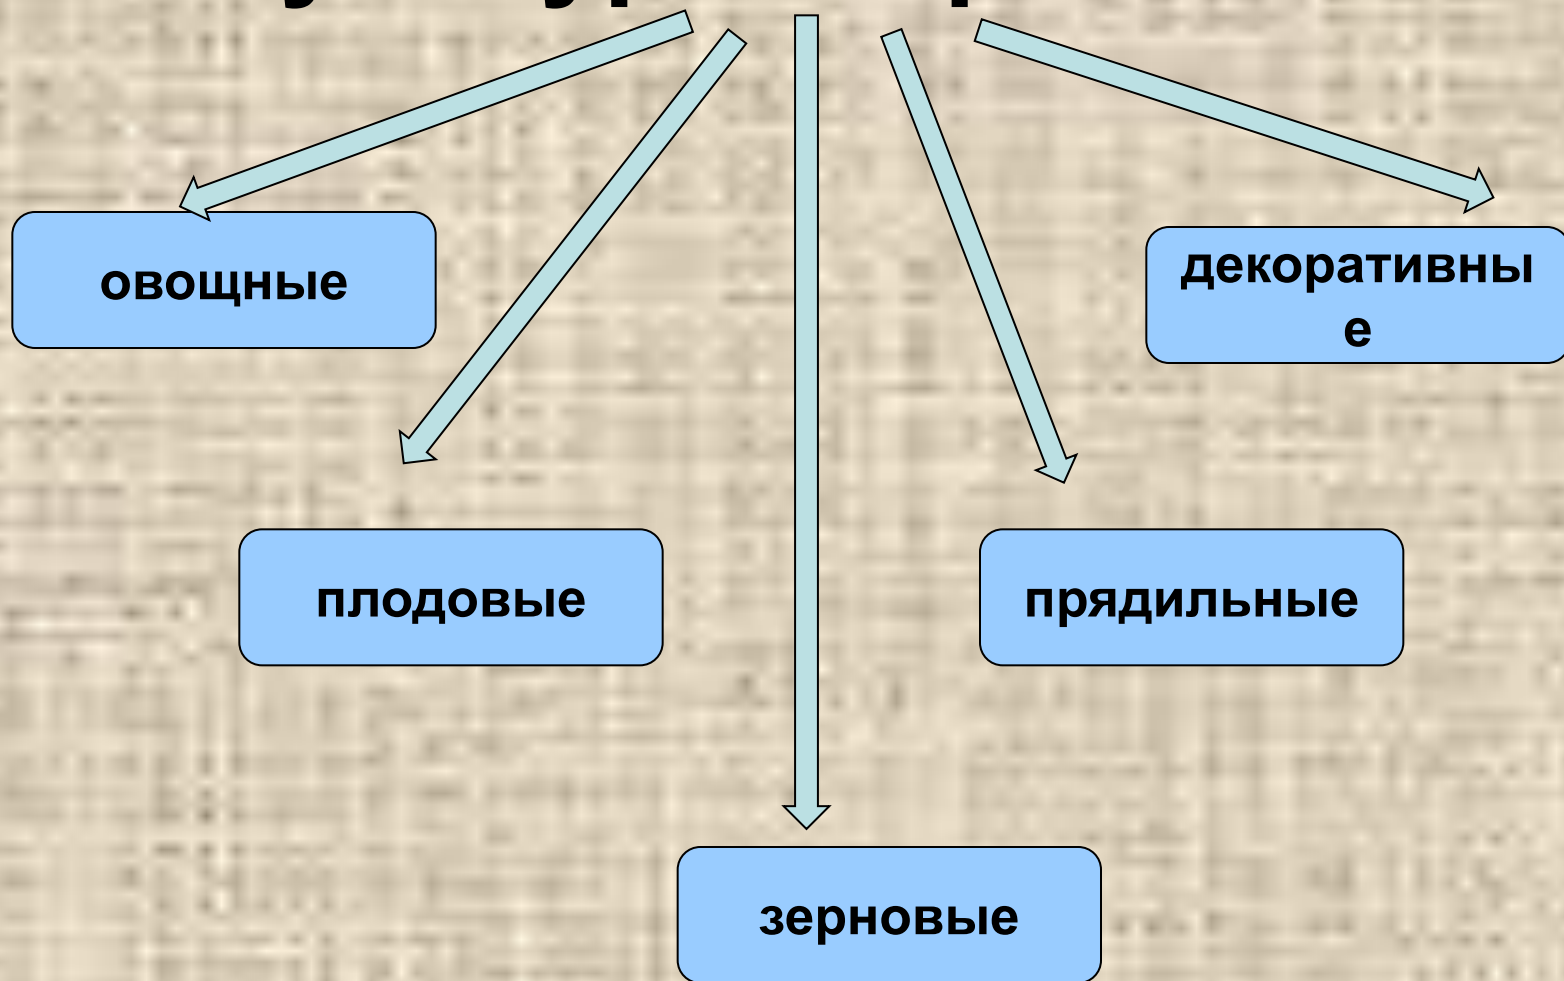 овощные
декоративны
е
плодовые
прядильные
зерновые